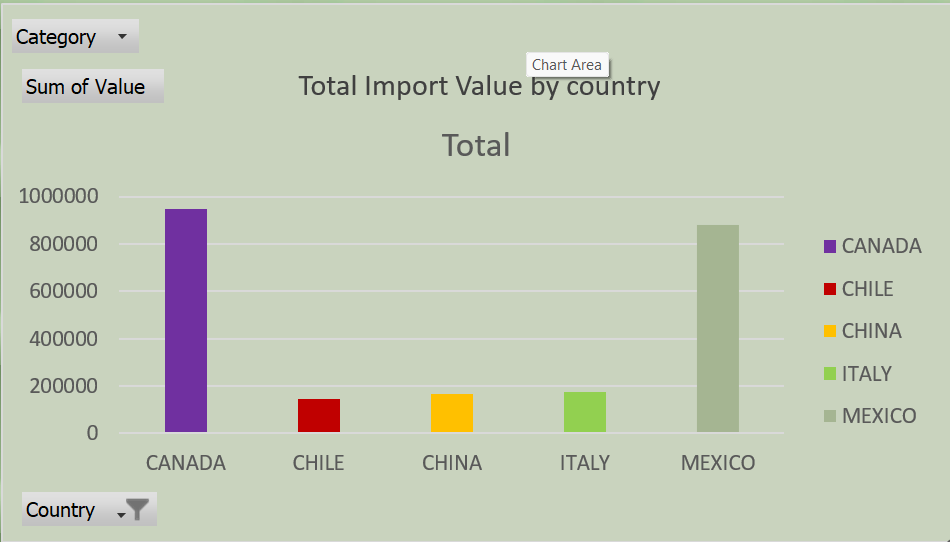 Category
Chart Area
Sum of Value
Total Import Value by country
Total
1000000
800000
600000
400000
200000
0
CANADA
CHILE
CHINA
ITALY
MEXICO
CANADA
CHILE
CHINA
ITALY
MEXICO
Country